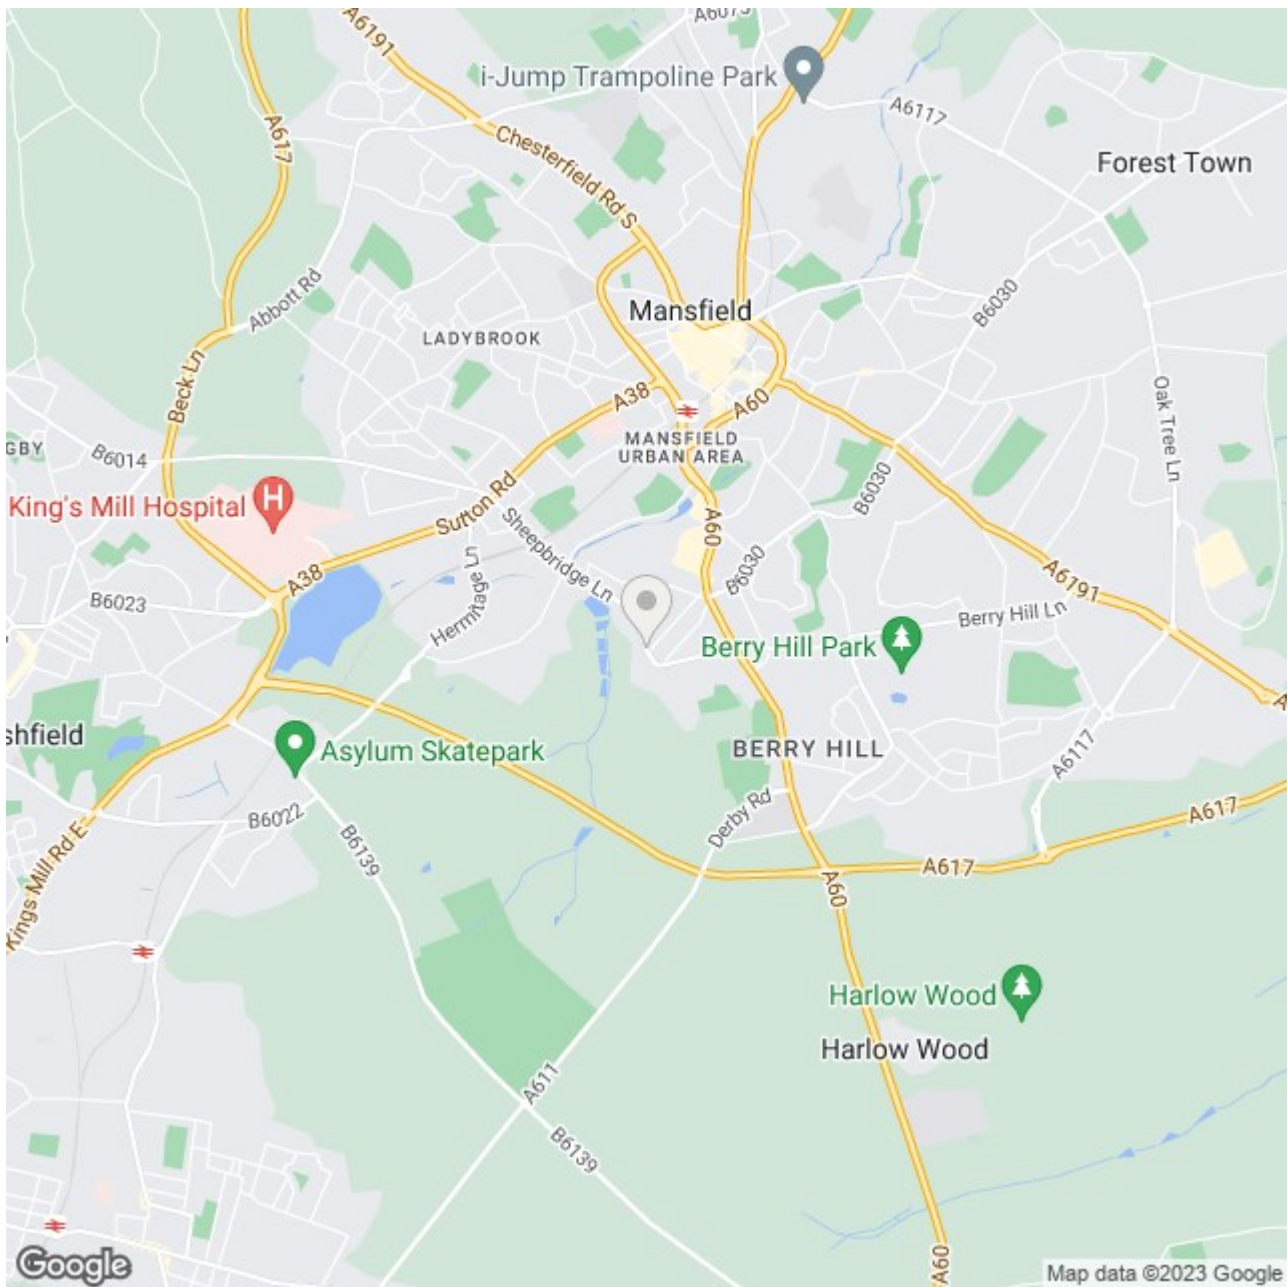 A6075
A6191
i-Jump Trampoline Park
A6117
A617
Chesterfield Rd S
Forest Town
Abbott Rd
B6030
Mansfield
LADYBROOK
Beck Ln
A38
A60
Oak Tree Ln
MANSFIELD
URBAN AREA
GBY
B6014
B6030
King's Mill Hospital
H
Sutton Rd
Sheepbridge Ln
A60
B6030
A6191
A38
B6023
Hermitage Ln
Berry Hill Ln
Berry Hill Park
A
shfield
Asylum Skatepark
BERRY HILL
A6117
B6022
Derby Rd
A617
B6139
Kings Mill Rd E
A617
A60
Harlow Wood
Harlow Wood
A611
B6139
A60
Google
Map data ©2023 Google